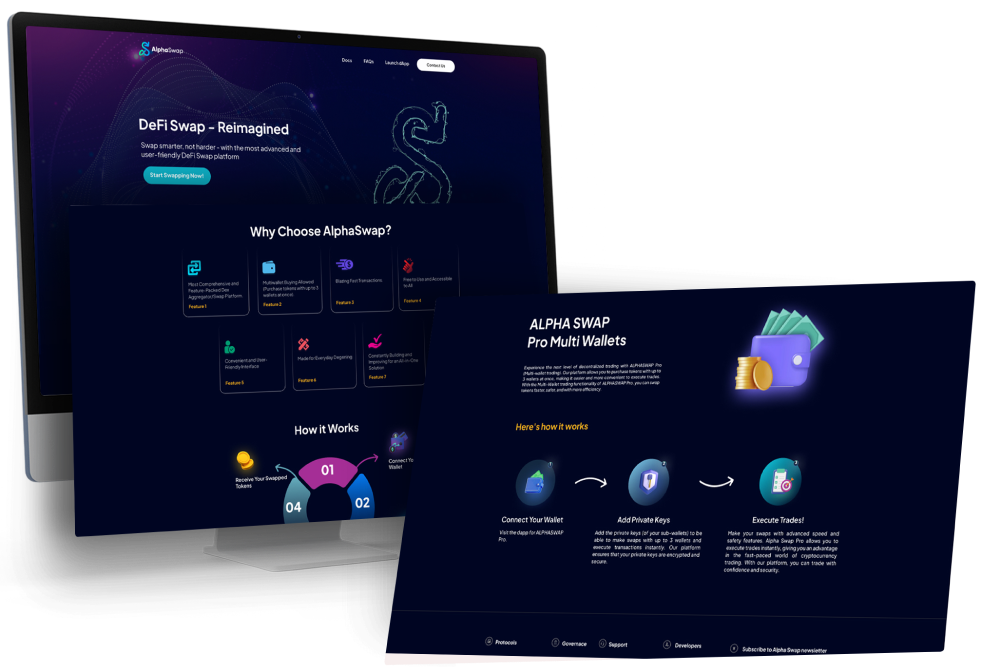 AlphaSwap
Docs
FAQs
Launch dApp
Contact Us
DeFi Swap - Reimagined
Swap smarter, not harder - with the most advanced and
user-friendly DeFi Swap platform
Start Swapping Now!
Why Choose AlphaSwap?
Most Comprehensive and
Feature-Packed Dex
Aggregator/Swap Platform
Feature 1
Multiwallet Buying Allowed
(Purchase tokens with up to 3
wallets at once).
Feature 2
Blazing Fast Transactions
Feature 3
Free to Use and Accessible
to All
Feature 4
Convenient and User-
Friendly Interface
Feature 5
Made for Everyday Degening
Feature 6
Constantly Building and
Improving for an All-in-One
Solution
Feature 7
How it Works
Receive Your Swapped
Tokens
01
Connect Yo
Wallet
04
02
ALPHA SWAP
Pro Multi Wallets
Experience the next level of decentralized trading with ALPHASWAP Pro
(Multi-wallet trading). Our platform allows you to purchase tokens with up to
3 wallets at once, making it easier and more convenient to execute trades.
With the Multi-Wallet trading functionality of ALPHASWAP Pro, you can swap
tokens faster, safer, and with more efficiency.
Here's how it works
1
2
3
Connect Your Wallet
Visit the dapp for ALPHASWAP
Pro
Add Private Keys
Add the private keys (of your sub-wallets) to be
able to make swaps with up to 3 wallets and
execute transactions instantly. Our platform
ensures that your private keys are encrypted and
secure.
Execute Trades!
Make your swaps with advanced speed and
safety features. Alpha Swap Pro allows you to
execute trades instantly, giving you an advantage
in the fast-paced world of cryptocurrency
trading. With our platform, you can trade with
confidence and security.
Protocols
Governace
Support
Developers
Subscribe to Alpha Swap newsletter